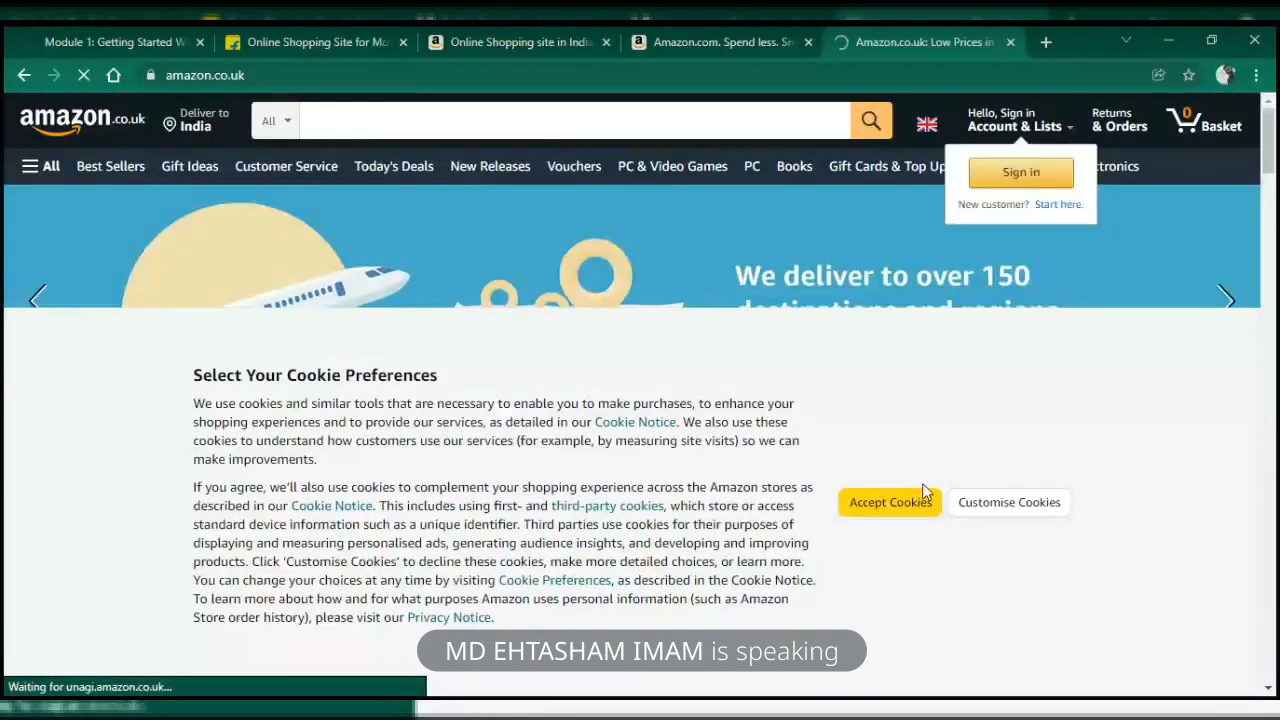 Module 1: Getting Started W
Online Shopping Site for Mo
Online Shopping site in India
Amazon.com. Spend less. Sm
Amazon.co.uk: Low Prices in
amazon.co.uk
amazon.co.uk
Deliver to
India
All
Hello, Sign in
Account & Lists
Returns
& Orders
0
Basket
All Best Sellers Gift Ideas Customer Service Today's Deals New Releases Vouchers PC & Video Games PC Books Gift Cards & Top Up ctronics
Sign in
New customer? Start here.
We deliver to over 150
destinations and regions
Select Your Cookie Preferences
We use cookies and similar tools that are necessary to enable you to make purchases, to enhance your
shopping experiences and to provide our services, as detailed in our Cookie Notice. We also use these
cookies to understand how customers use our services (for example, by measuring site visits) so we can
make improvements.
If you agree, we'll also use cookies to complement your shopping experience across the Amazon stores as
described in our Cookie Notice. This includes using first- and third-party cookies, which store or access
standard device information such as a unique identifier. Third parties use cookies for their purposes of
displaying and measuring personalised ads, generating audience insights, and developing and improving
products. Click 'Customise Cookies' to decline these cookies, make more detailed choices, or learn more.
You can change your choices at any time by visiting Cookie Preferences, as described in the Cookie Notice.
To learn more about how and for what purposes Amazon uses personal information (such as Amazon
Store order history), please visit our Privacy Notice.
Accept Cookies
Customise Cookies
MD EHTASHAM IMAM is speaking
Waiting for unagi.amazon.co.uk...